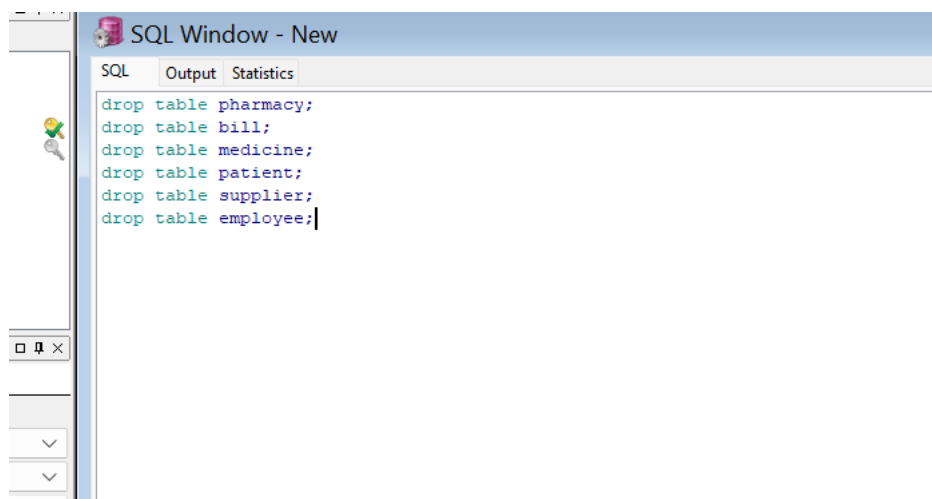 SQL Window - New
SQL Output Statistics
drop table pharmacy;
drop table bill;
drop table medicine;
drop table patient;
drop table supplier;
drop table employee;